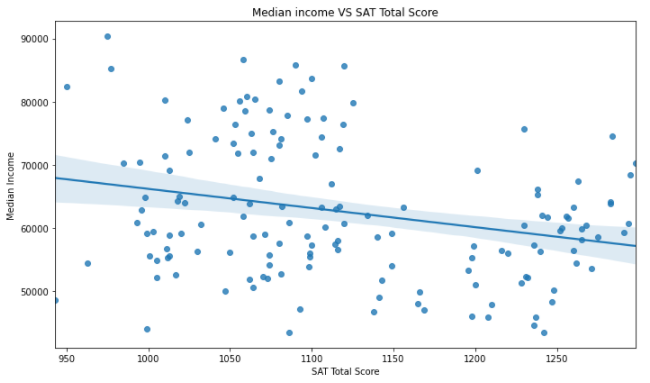 Median income VS SAT Total Score
90000
80000
70000
60000
50000
Median Income
950 1000 1050 1100 1150 1200 1250
SAT Total Score